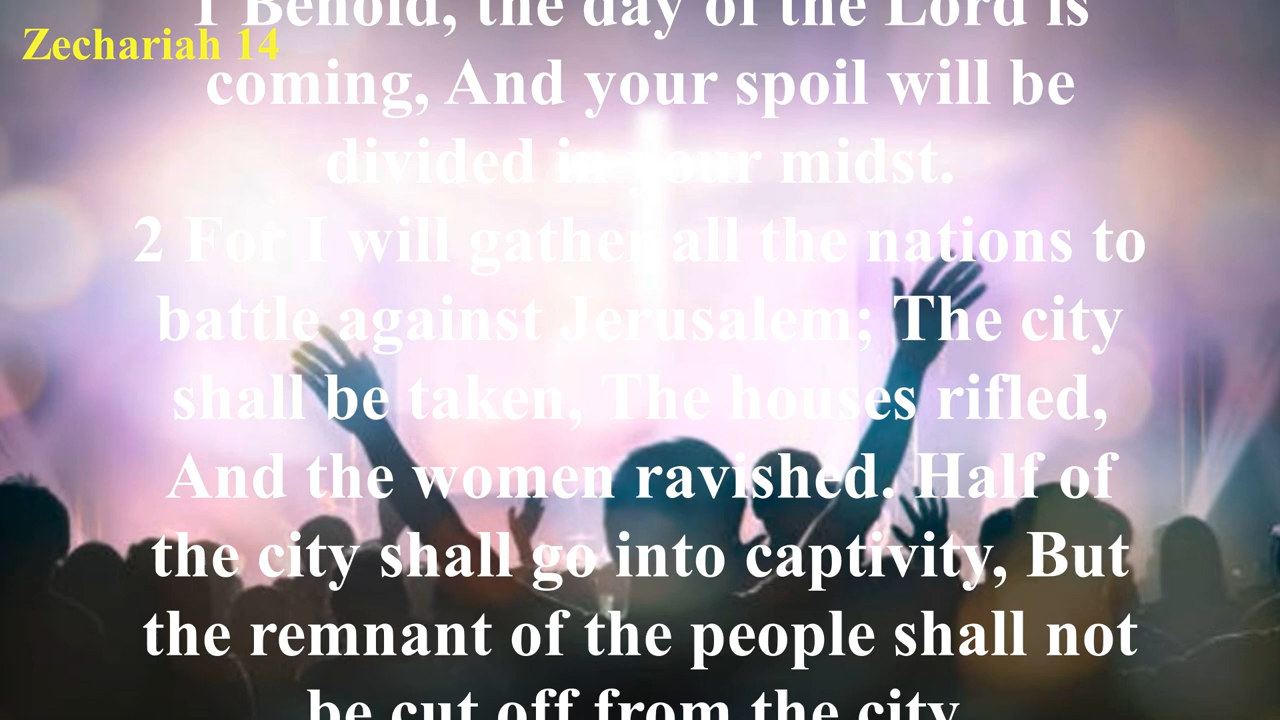 1 Behold, the day of the Lord is
Zechariah 14
coming, And your spoil will be
divided in your midst.
2 For I will gather all the nations to
battle against Jerusalem; The city
shall be taken, The houses rifled,
And the women ravished. Half of
the city shall go into captivity, But
the remnant of the people shall not
be cut off from the city.